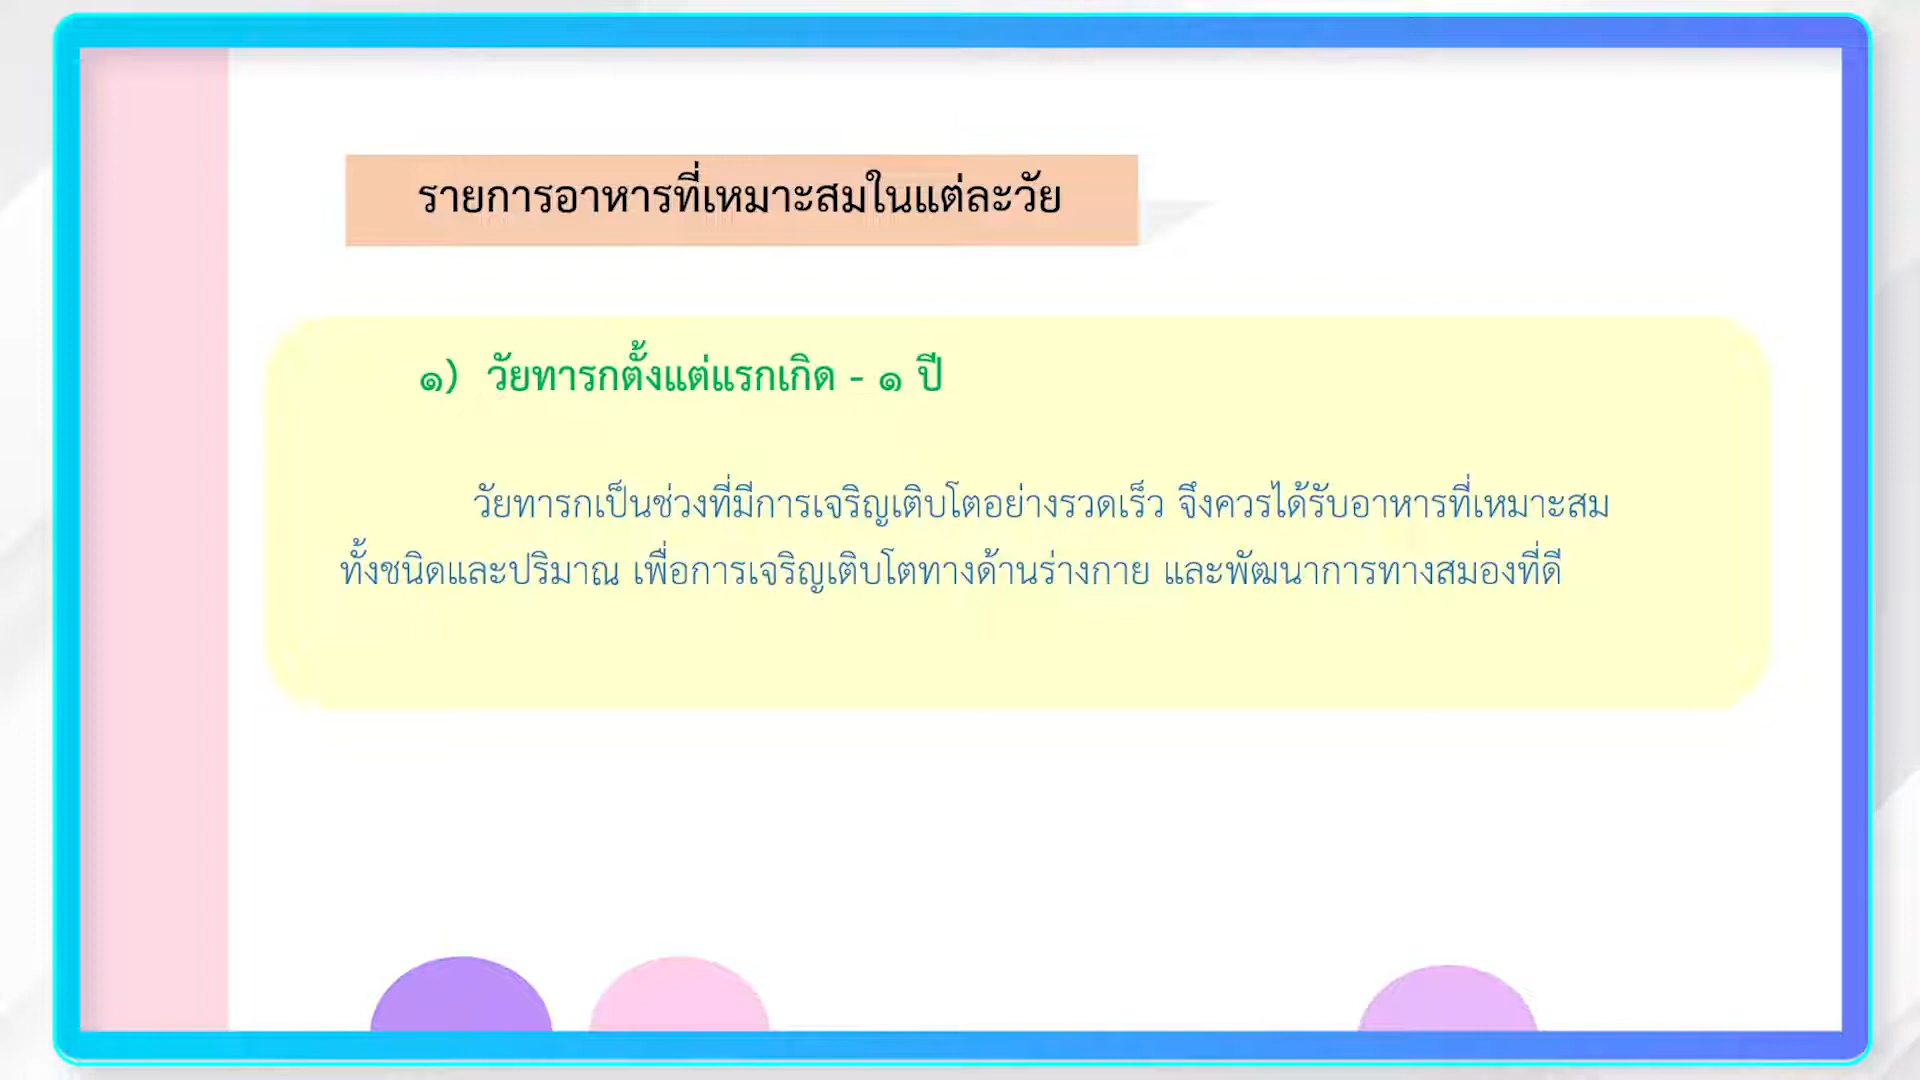 รายการอาหารที่เหมาะสมในแต่ละวัย
๑) วัยทารกตั้งแต่แรกเกิด - ๑ ปี
วัยทารกเป็นช่วงที่มีการเจริญเติบโตอย่างรวดเร็ว จึงควรได้รับอาหารที่เหมาะสม
ทั้งชนิดและปริมาณ เพื่อการเจริญเติบโตทางด้านร่างกาย และพัฒนาการทางสมองที่ดี